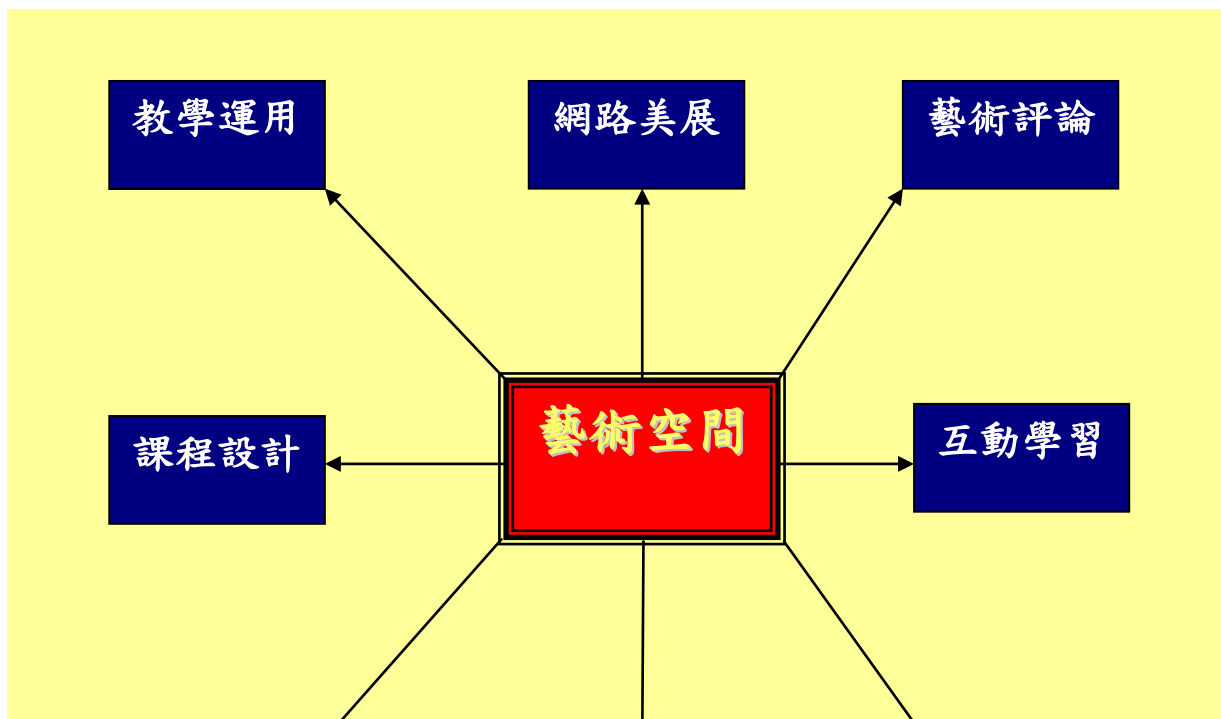 教學運用
網路美展
藝術評論
藝術空間
課程設計
互動學習